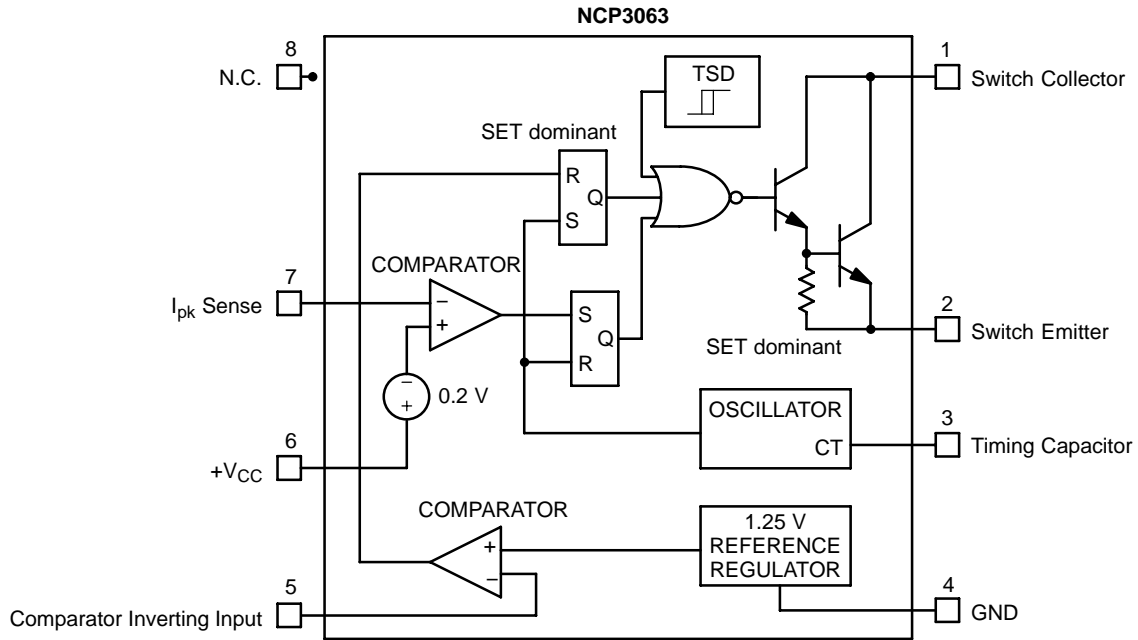 NCP3063
8
N.C.
1
Switch Collector
TSD
SET dominant
R
Q
S
COMPARATOR
7
Ipk Sense
−
+
S
Q
R
2
Switch Emitter
SET dominant
−
+
0.2 V
OSCILLATOR
CT
3
Timing Capacitor
6
+VCC
COMPARATOR
+
−
1.25 V
REFERENCE
REGULATOR
5
Comparator Inverting Input
4
GND